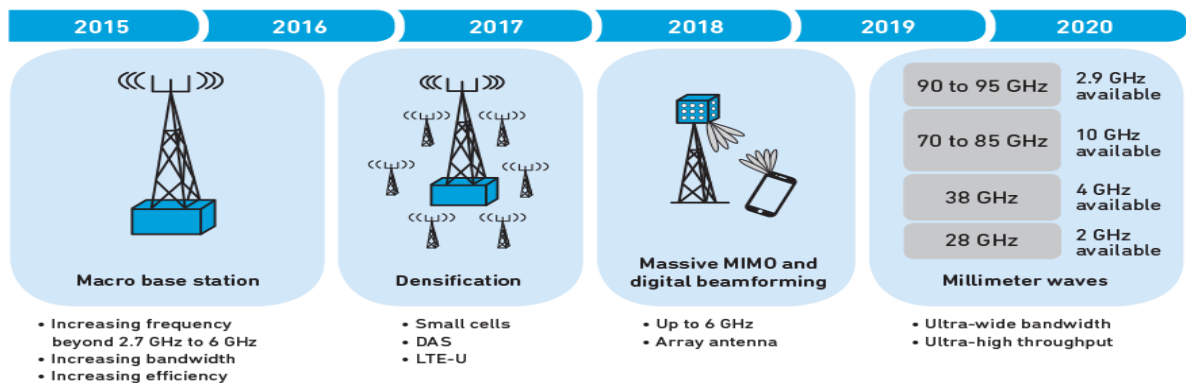 2015
2016
2017
2018
2019
2020
90 to 95 GHz
2.9 GHz
available
70 to 85 GHz
10 GHz
available
38 GHz
4 GHz
available
28 GHz
2 GHz
available
Macro base station
Densification
Massive MIMO and
digital beamforming
Millimeter waves
• Increasing frequency
beyond 2.7 GHz to 6 GHz
• Increasing bandwidth
• Increasing efficiency
• Small cells
• DAS
• LTE-U
• Up to 6 GHz
• Array antenna
• Ultra-wide bandwidth
• Ultra-high throughput